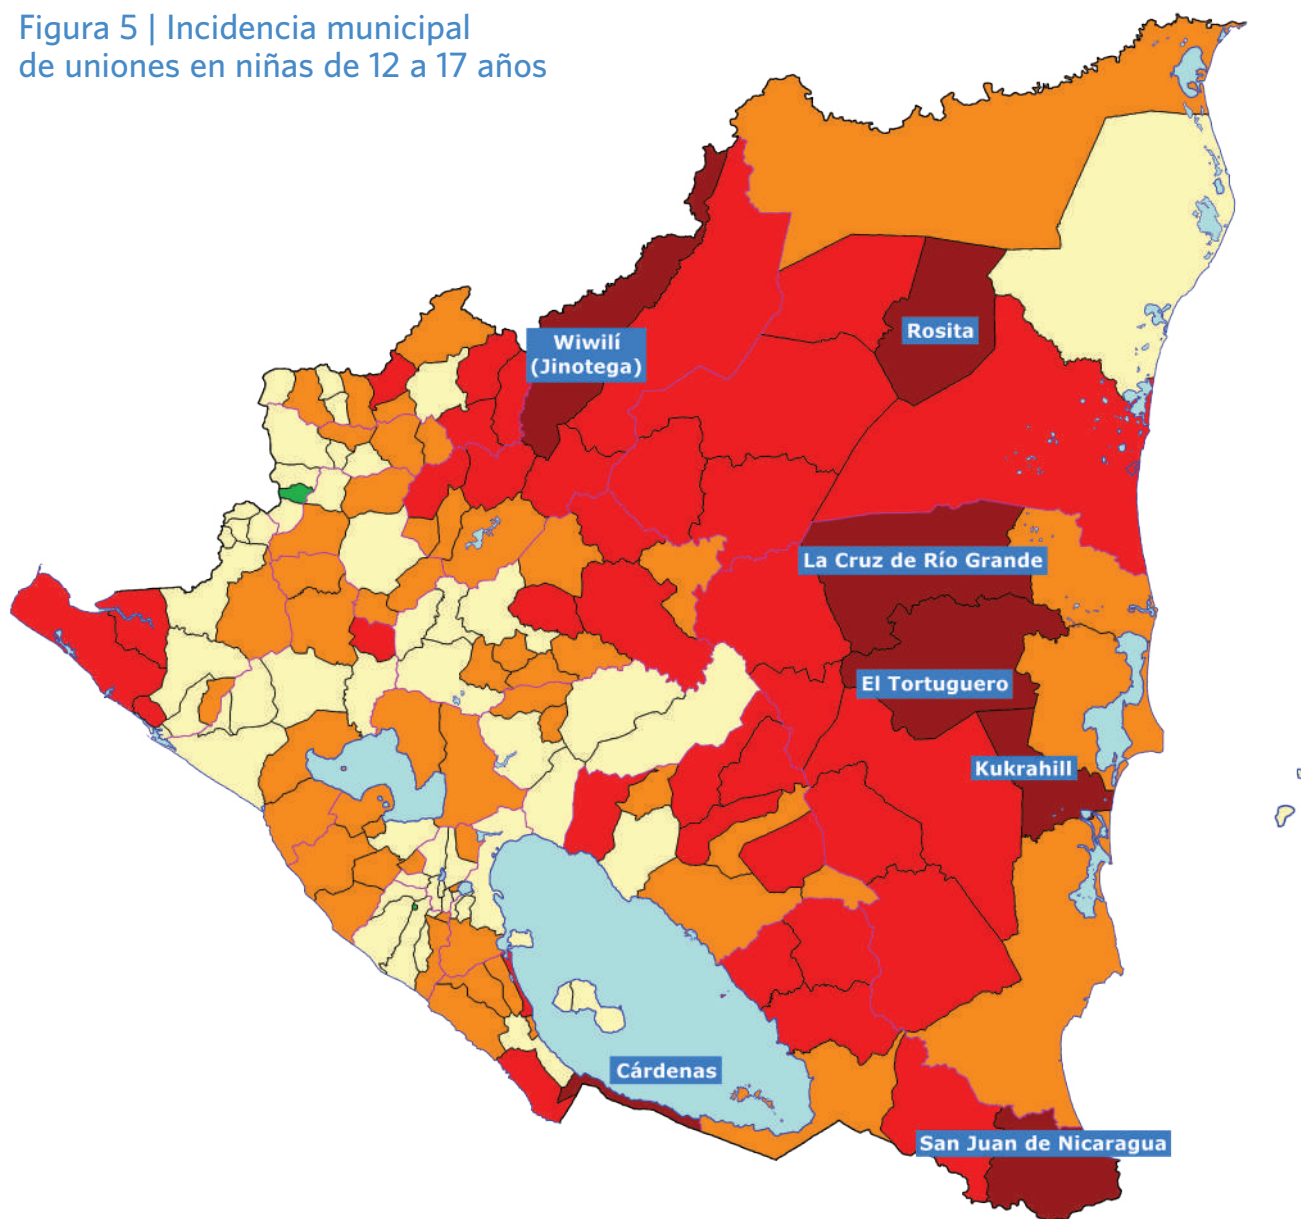 Figura 5 | Incidencia municipal
de uniones en niñas de 12 a 17 años
Rosita
Wiwilí
(Jinotega)
La Cruz de Río Grande
El Tortuguero
Kukrahill
Cárdenas
San Juan de Nicaragua